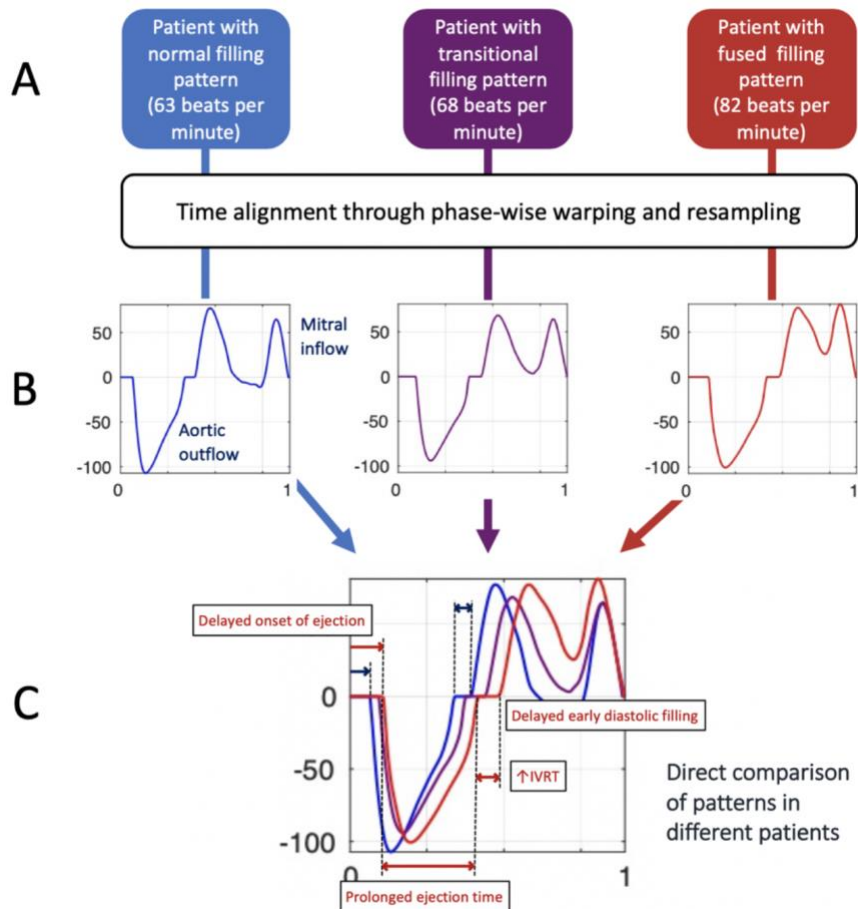 A
Patient with
normal filling
pattern
(63 beats per
minute)
Patient with
transitional
filling pattern
(68 beats per
minute)
Patient with
fused filling
pattern
(82 beats per
minute)
Time alignment through phase-wise warping and resampling
B
50
0
-50
-100
0
1
Mitral
inflow
Aortic
outflow
50
0
-50
-100
0
1
50
0
-50
-100
0
1
C
Delayed onset of ejection
0
-50
-100
0
1
Delayed early diastolic filling
↑IVRT
Prolonged ejection time
Direct comparison
of patterns in
different patients